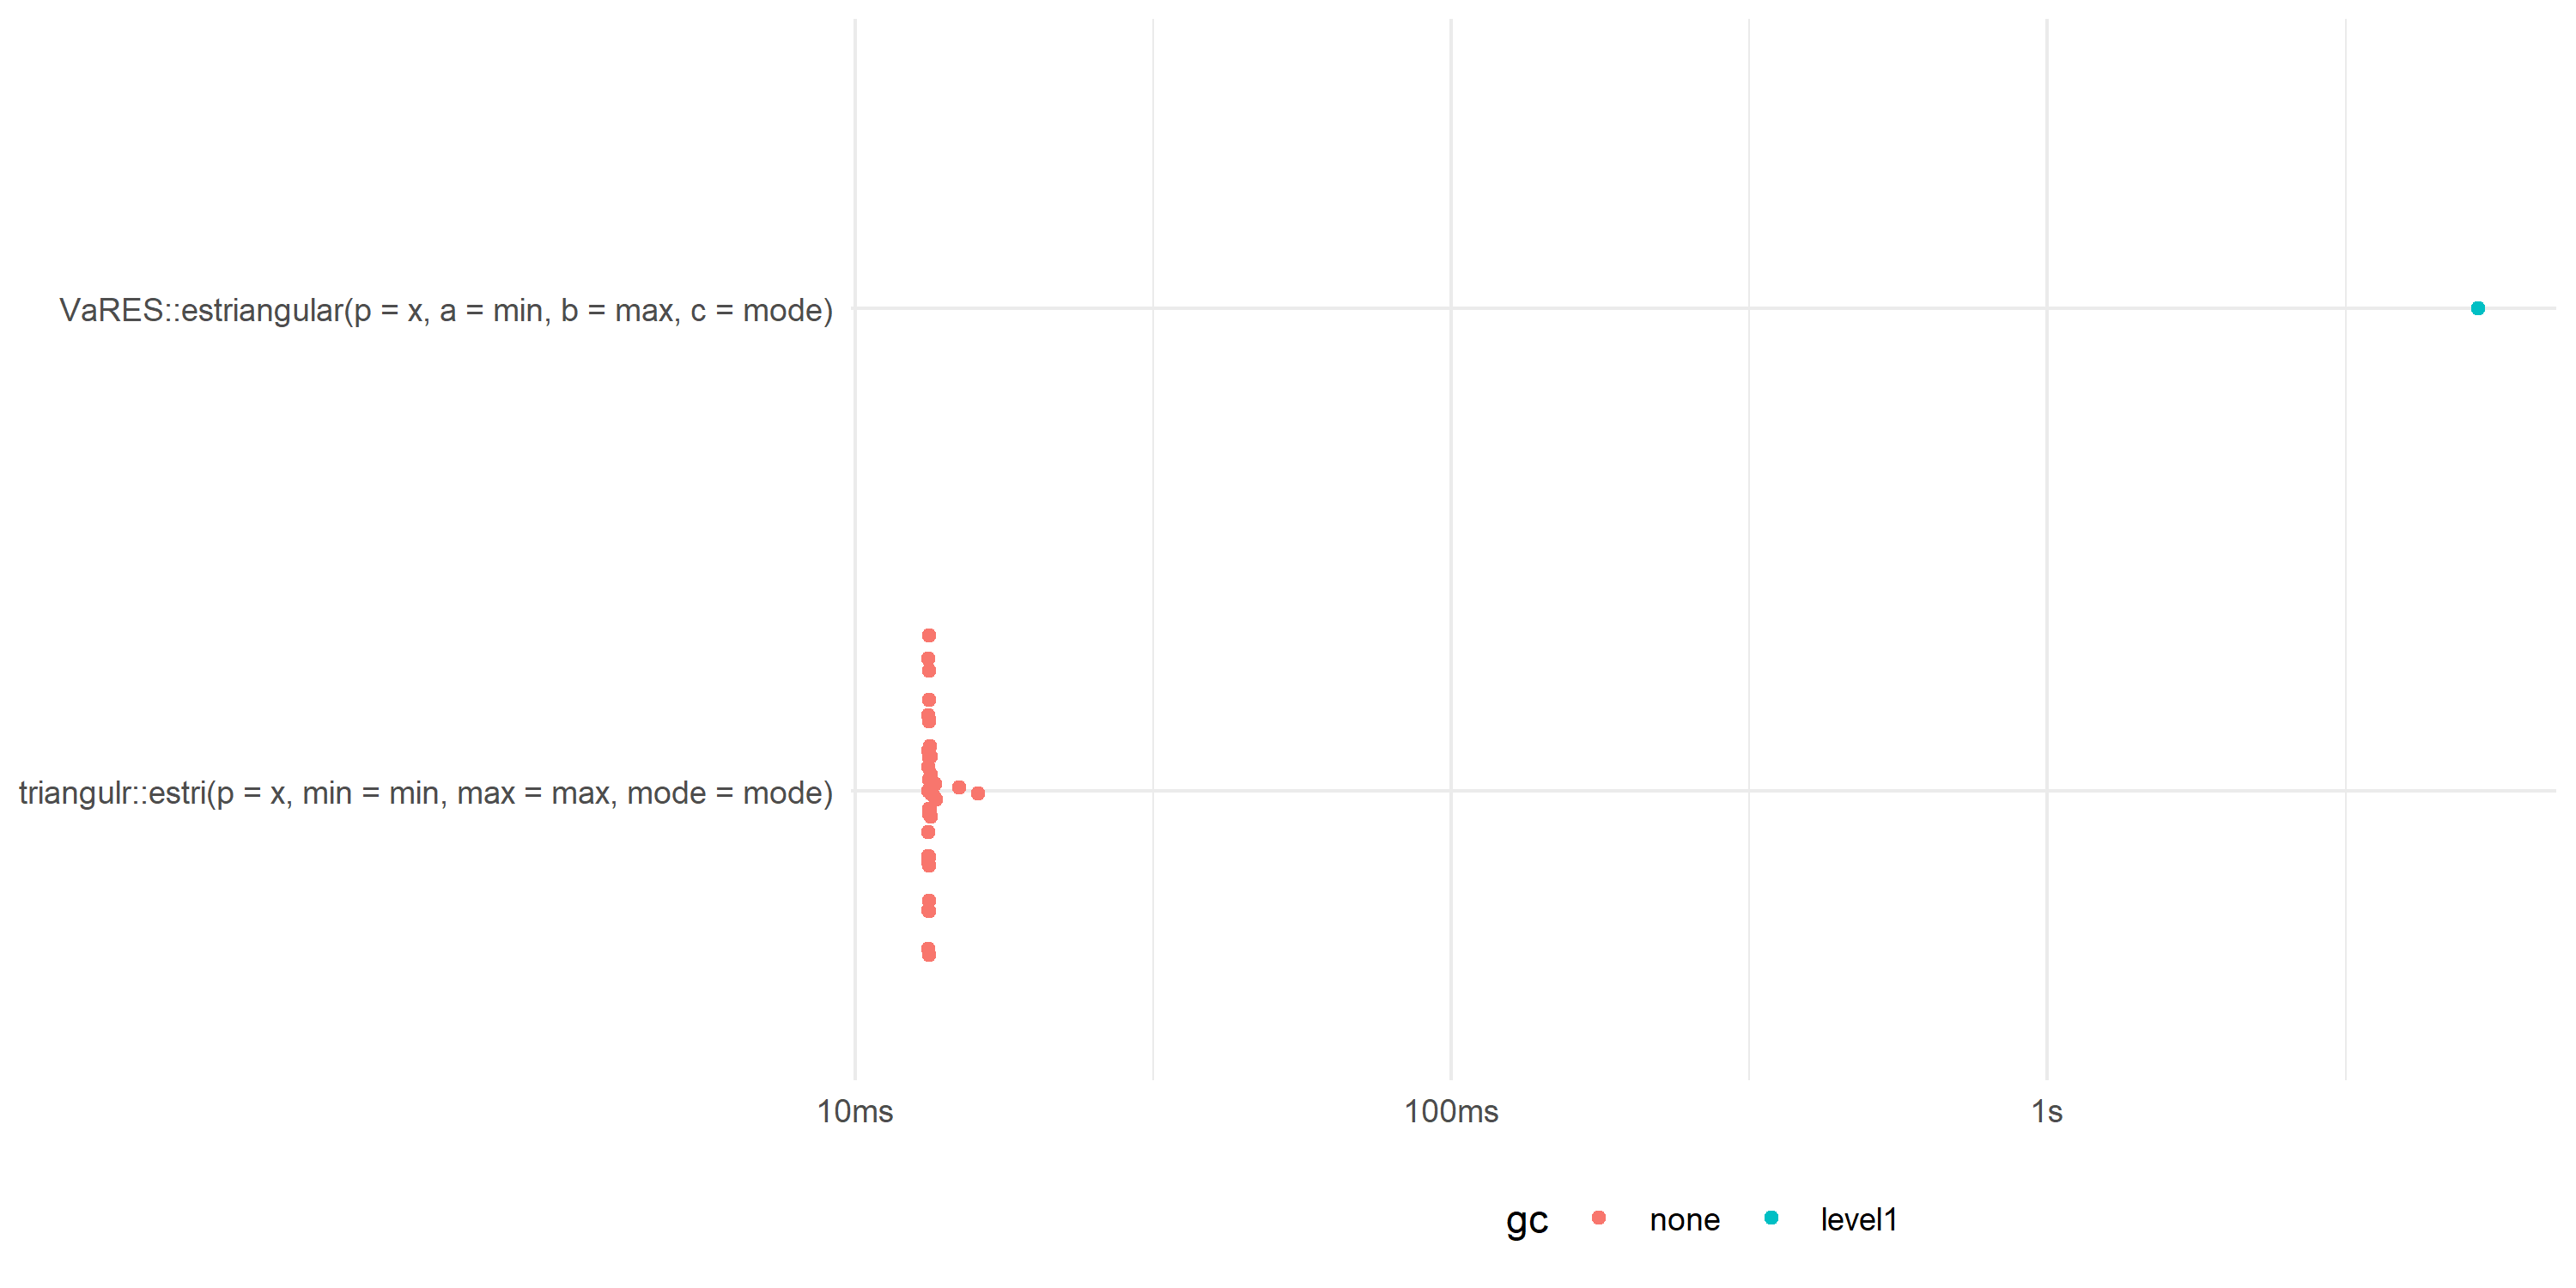 VaRES::estriangular(p = x, a = min, b = max, c = mode)
triangulr::estri(p = x, min = min, max = max, mode = mode)
10ms 100ms 1s
gc none level1